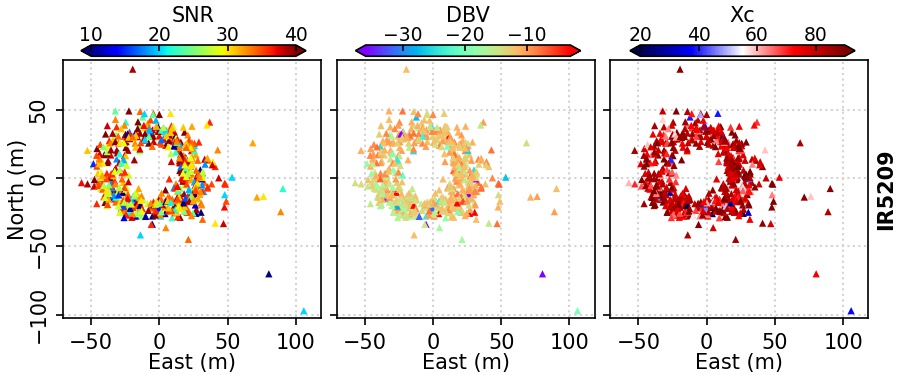 SNR DBV Xc
10 20 30 40 −30 −20 −10 20 40 60 80
North (m)
50
0
−50
−100
IR5209
−50 0 50 100 −50 0 50 100 −50 0 50 100
East (m) East (m) East (m)